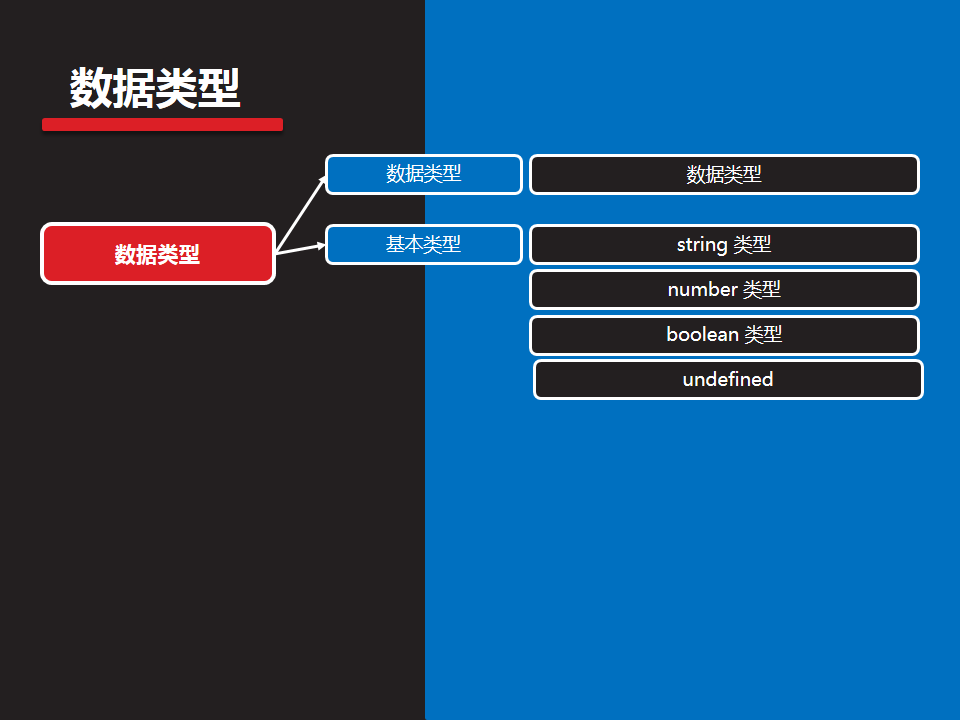 数据类型
数据类型
数据类型
数据类型
基本类型
string 类型
number 类型
boolean 类型
undefined